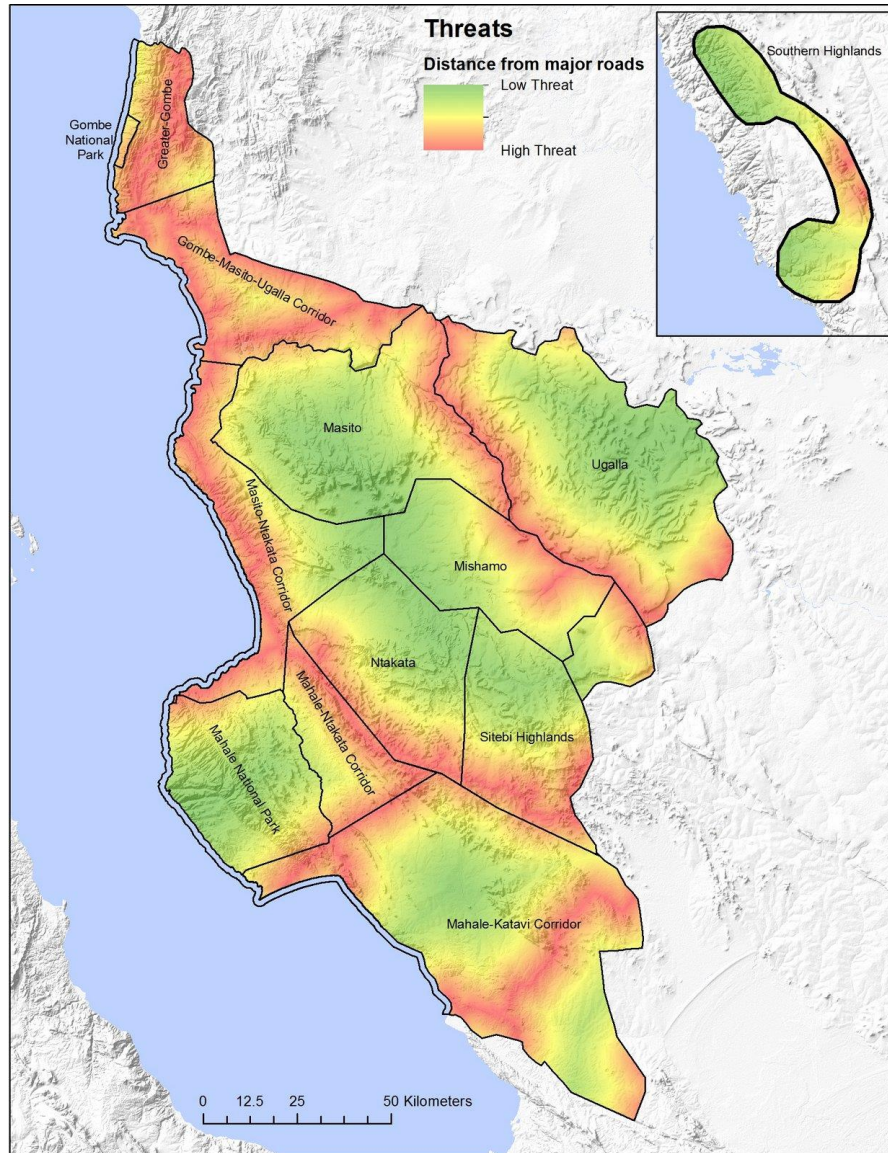 Threats
Distance from major roads
Low Threat
High Threat
Southern Highlands
Gombe
National
Park
Greater-Gombe
Gombe-Masito-Ugalla Corridor
Masito
Ugalla
Masito-Ntakata Corridor
Mishamo
Ntakata
Mahale-Ntakata Corridor
Sitebi Highlands
Mahale National Park
Mahale-Katavi Corridor
0 12.5 25 50 Kilometers